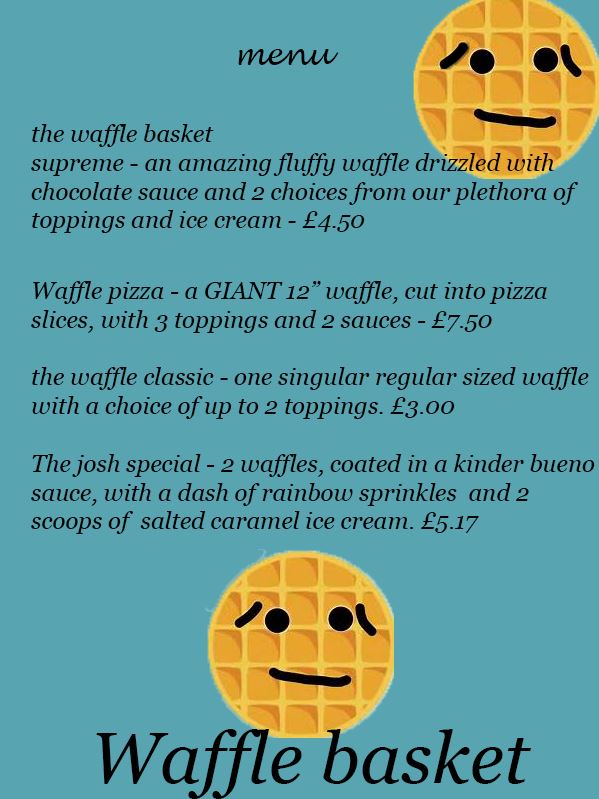 menu
the waffle basket
supreme - an amazing fluffy waffle drizzled with
chocolate sauce and 2 choices from our plethora of
toppings and ice cream - £4.50
Waffle pizza - a GIANT 12” waffle, cut into pizza
slices, with 3 toppings and 2 sauces - £7.50
the waffle classic - one singular regular sized waffle
with a choice of up to 2 toppings. £3.00
The josh special - 2 waffles, coated in a kinder bueno
sauce, with a dash of rainbow sprinkles  and 2
scoops of  salted caramel ice cream. £5.17
Waffle basket